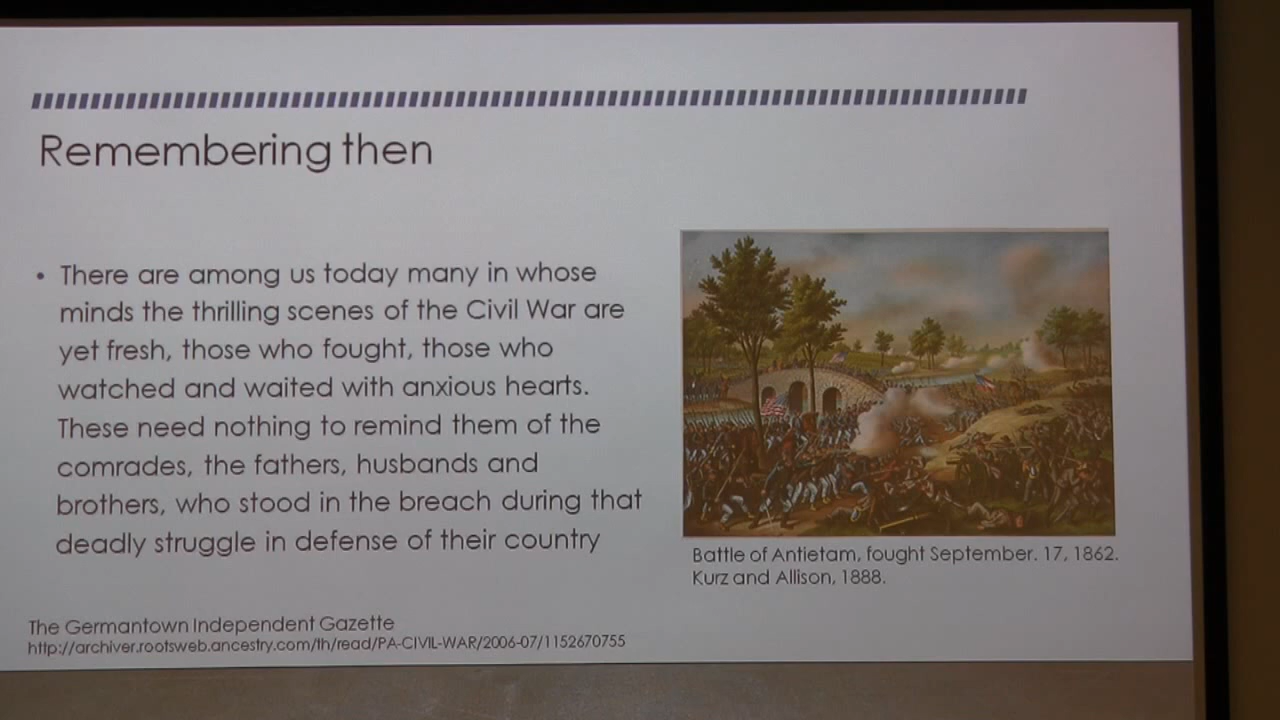 Remembering then
• There are among us today many in whose
minds the thrilling scenes of the Civil War are
yet fresh, those who fought, those who
watched and waited with anxious hearts.
These need nothing to remind them of the
comrades, the fathers, husbands and
brothers, who stood in the breach during that
deadly struggle in defense of their country
Battle of Antietam, fought September. 17, 1862.
Kurz and Allison, 1888.
The Germantown Independent Gazette
http://archiver.rootsweb.ancestry.com/th/read/PA-CIVIL-WAR/2006-07/1152670755